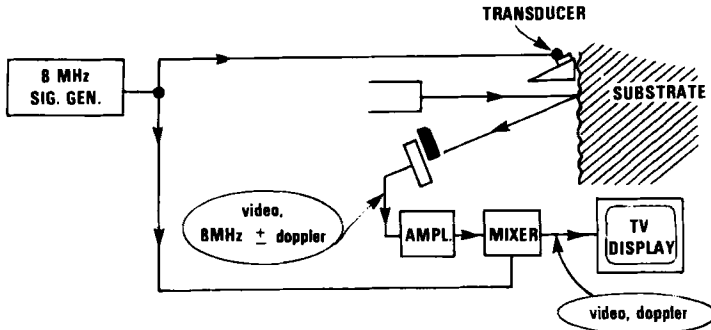 TRANSDUCER
8 MHz
SIG. GEN.
SUBSTRATE
video,
8MHz ± doppler
AMPL.
MIXER
TV
DISPLAY
video, doppler